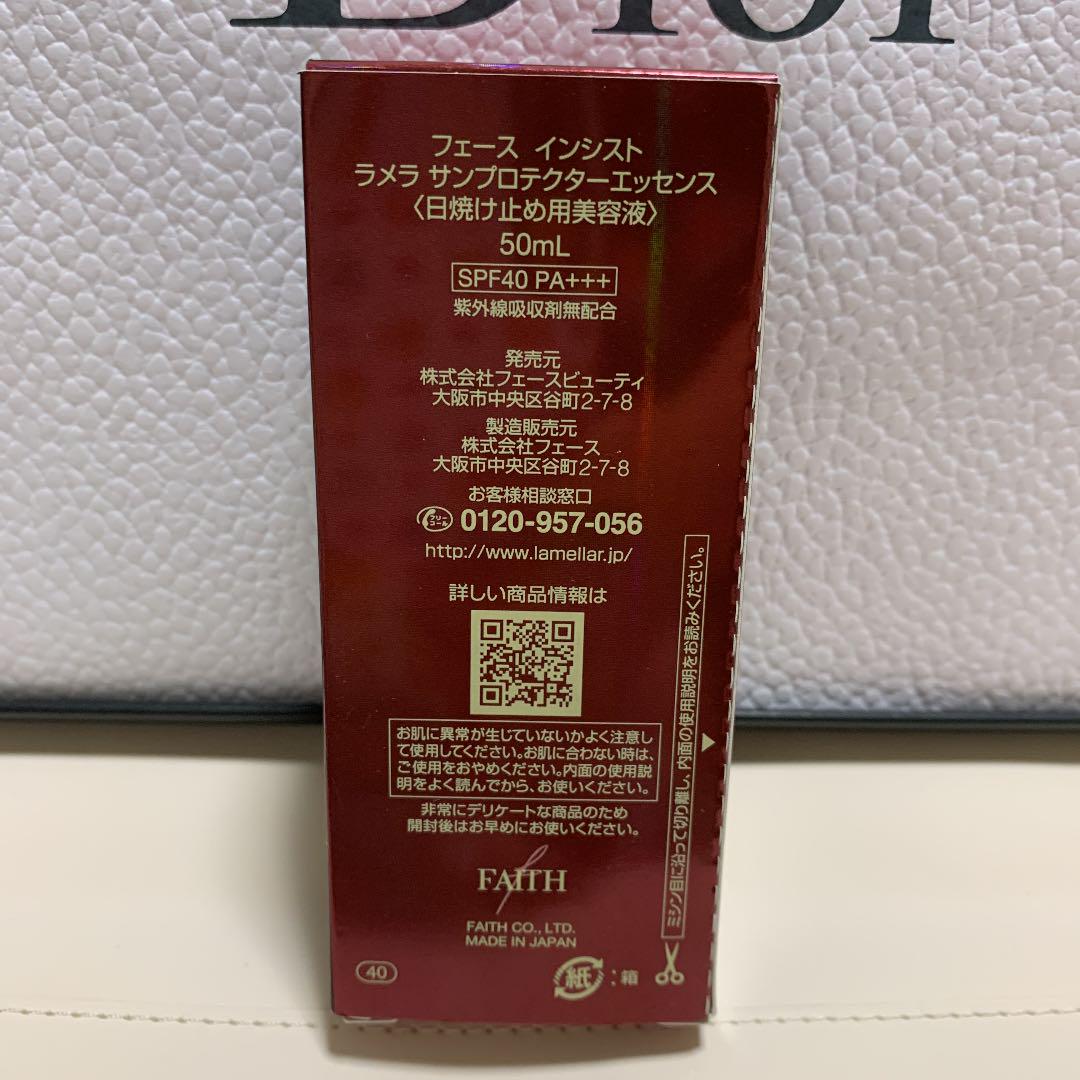 Dior
フェース インシスト
ラメラ サンプロテクターエッセンス
〈日焼け止め用美容液〉
50mL
SPF40 PA+++
紫外線吸収剤無配合
発売元
株式会社フェースビューティ
大阪市中央区谷町2-7-8
製造販売元
株式会社フェース
大阪市中央区谷町2-7-8
お客様相談窓口
フリーコール 0120-957-056
http://www.lamellar.jp/
詳しい商品情報は
お肌に異常が生じていないかよく注意し
て使用してください。お肌に合わない時は、
ご使用をおやめください。内面の使用説
明をよく読んでから、お使いください。
非常にデリケートな商品のため
開封後はお早めにお使いください。
FAITH
FAITH CO., LTD.
MADE IN JAPAN
40
紙 : 箱
ミシン目に沿って切り離し、内面の使用説明をお読みください。